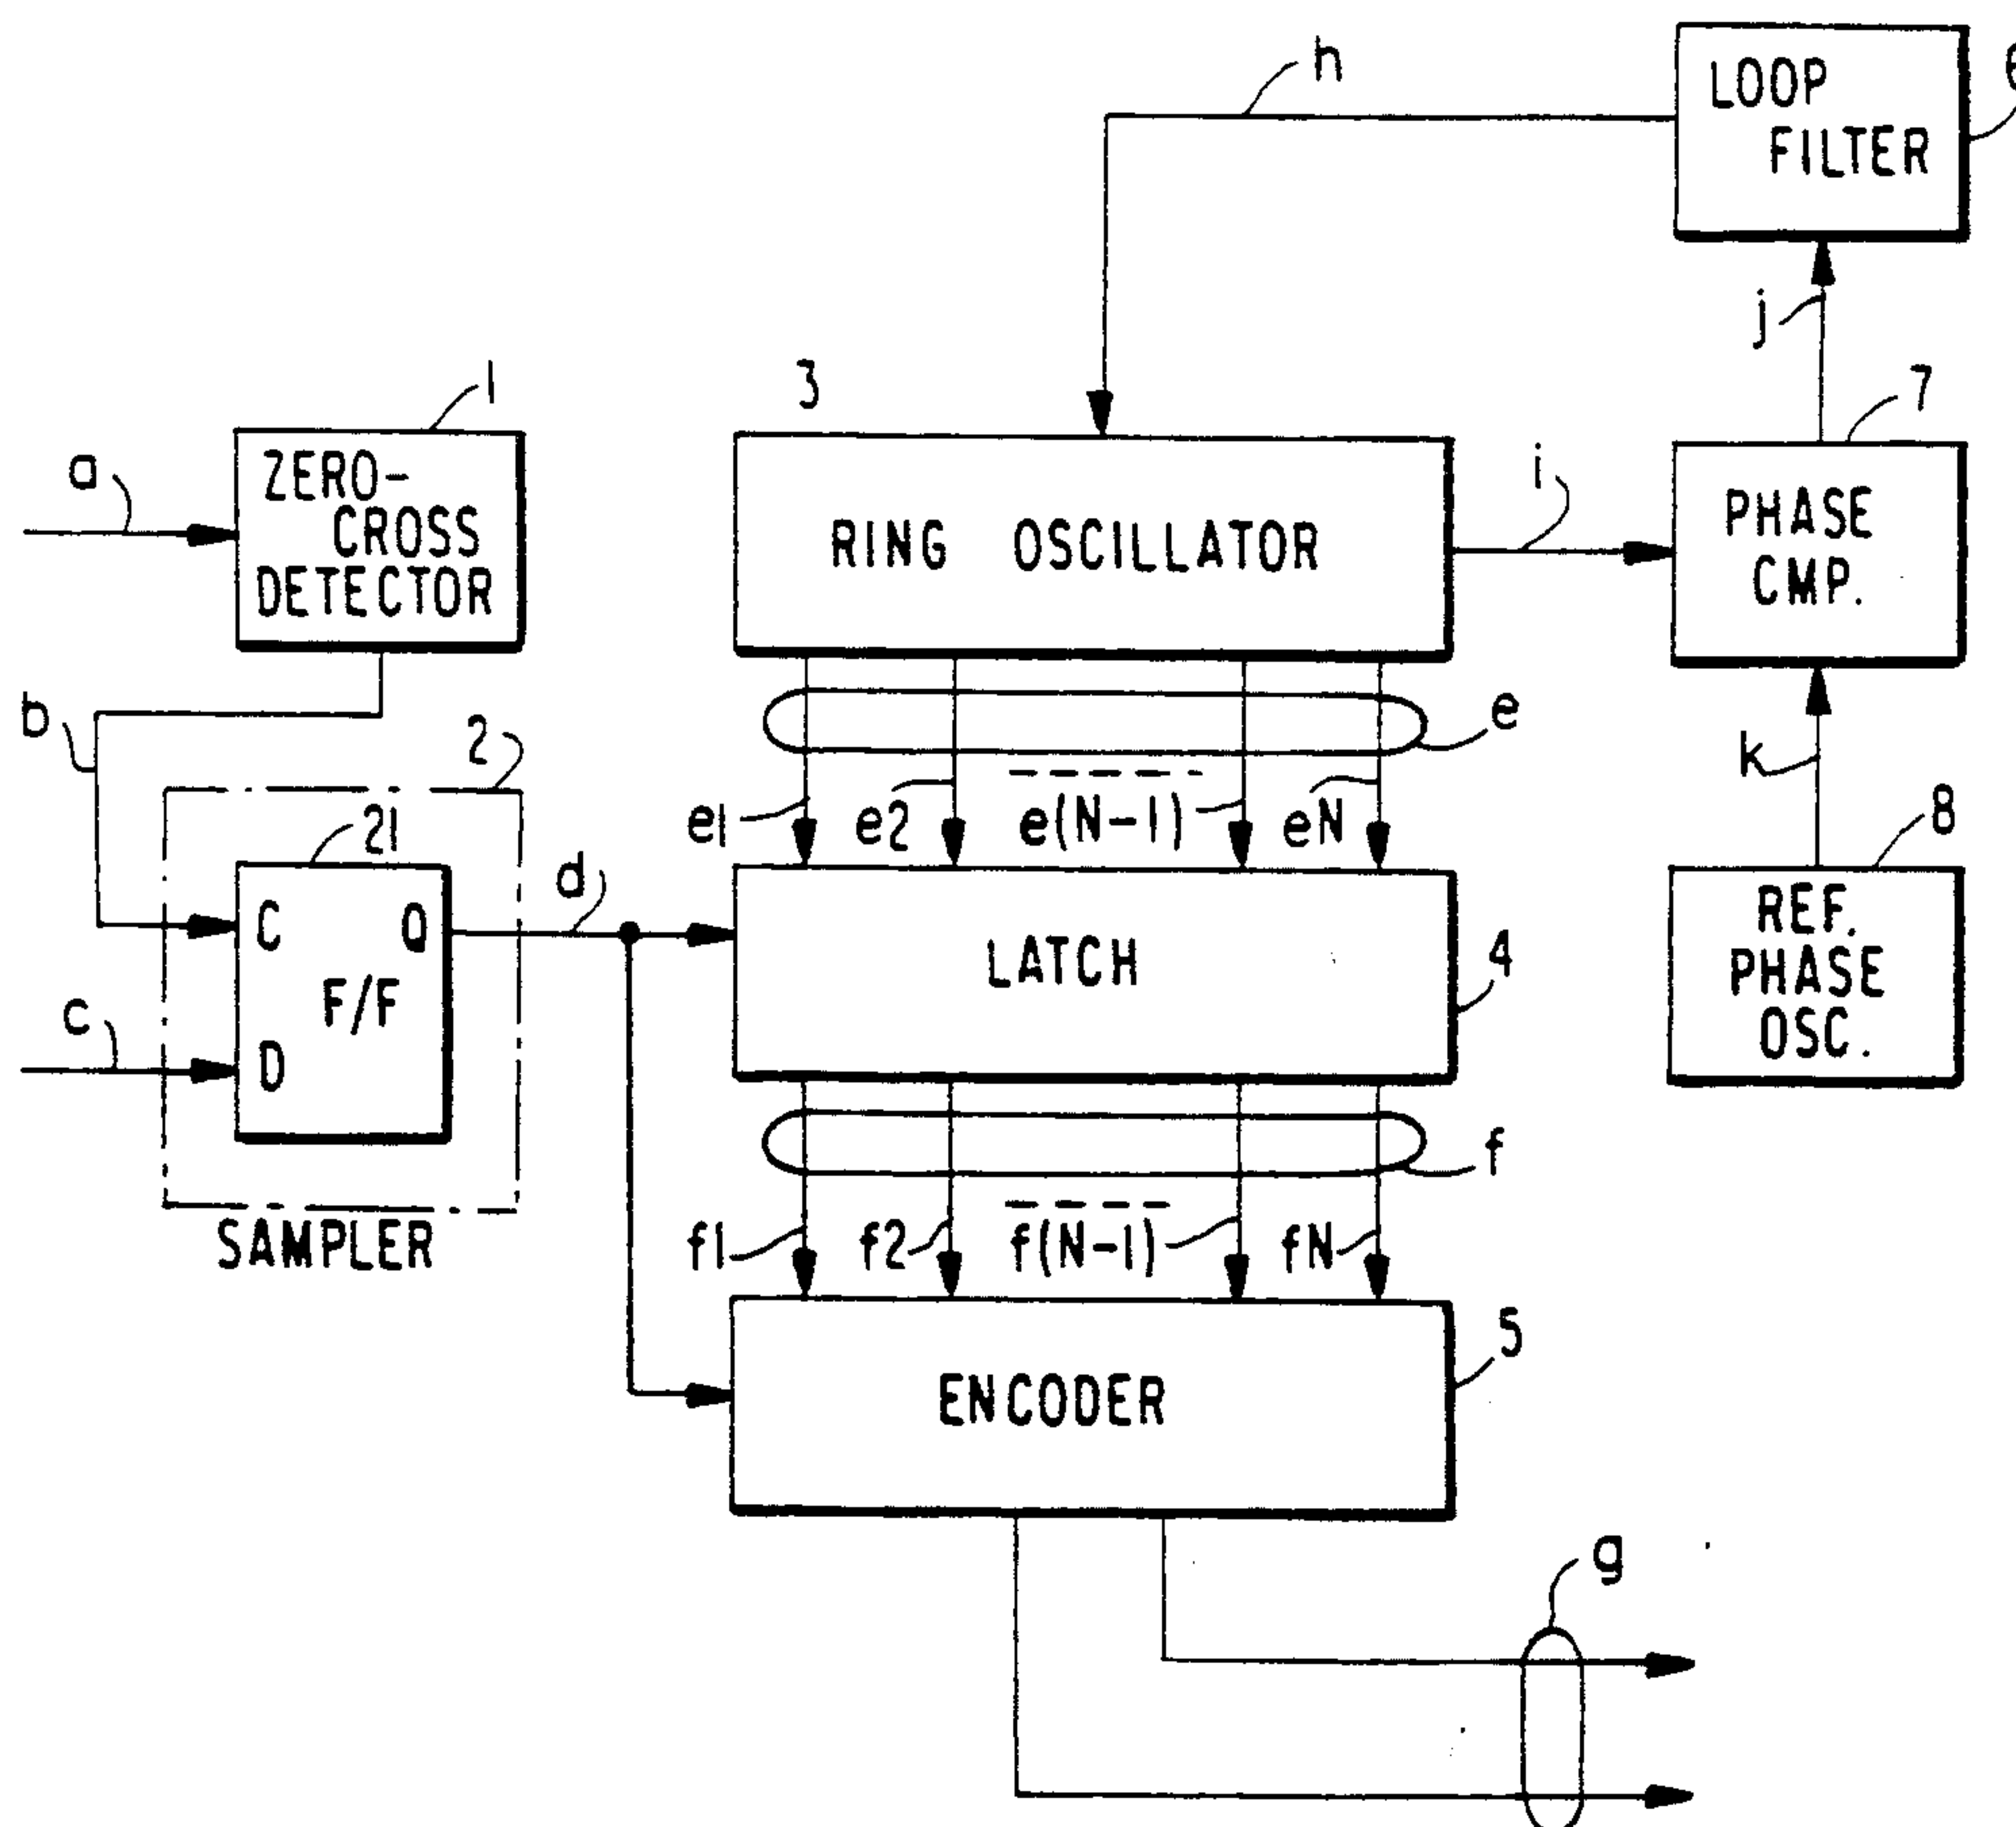 h
LOOP
FILTER
6
j
1
3
7
a
ZERO-
CROSS
DETECTOR
RING OSCILLATOR
i
PHASE
CMP.
b
2
e
k
e1
e2
e(N-1)
eN
8
21
d
C
Q
F/F
D
c
LATCH
4
REF.
PHASE
OSC.
f
SAMPLER
f1
f2
f(N-1)
fN
5
ENCODER
g